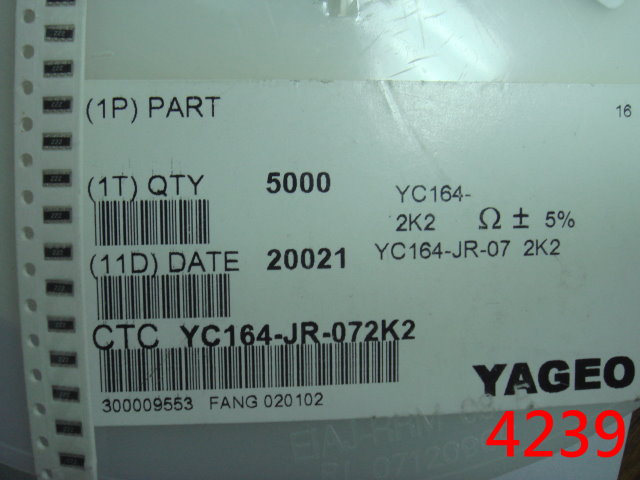 (1P) PART
16
(1T) QTY 5000
YC164-
2K2 Ω ± 5%
(11D) DATE 20021
YC164-JR-07 2K2
CTC YC164-JR-072K2
300009553 FANG 020102
YAGEO
4239
222